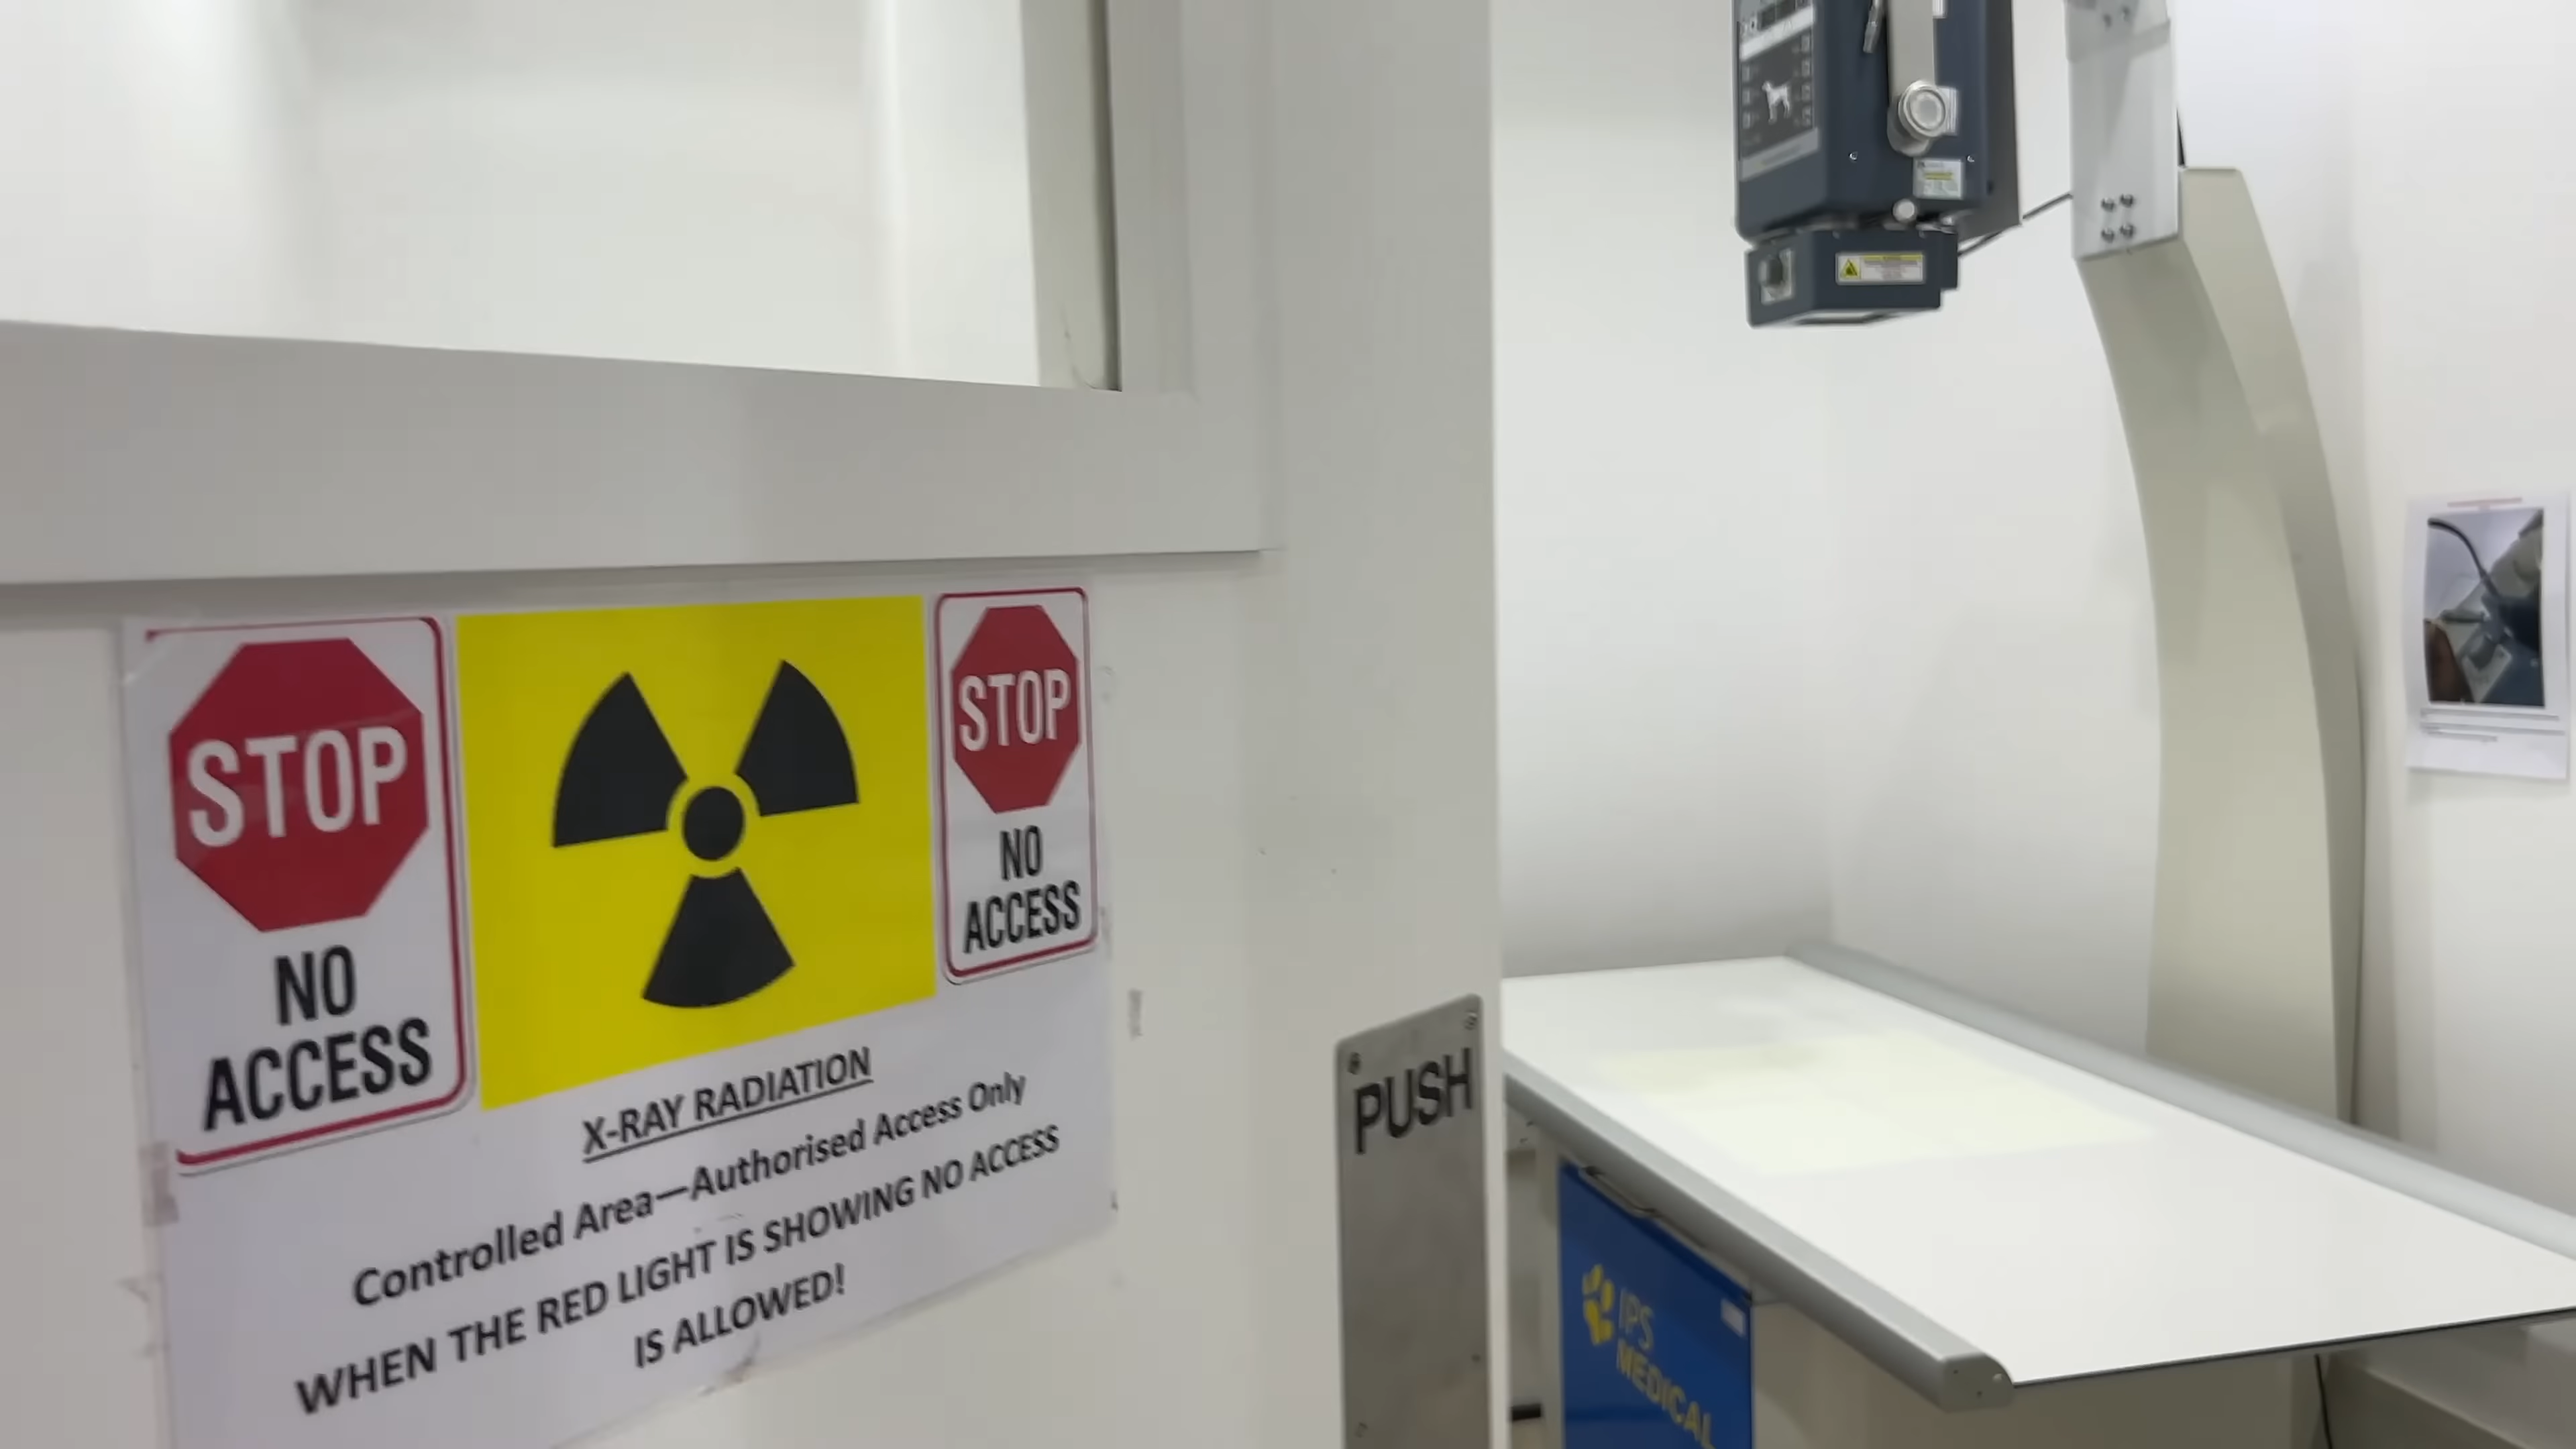 STOP
NO
ACCESS
STOP
NO
ACCESS
X-RAY RADIATION
Controlled Area—Authorised Access Only
WHEN THE RED LIGHT IS SHOWING NO ACCESS
IS ALLOWED!
PUSH
IPS
MEDICAL